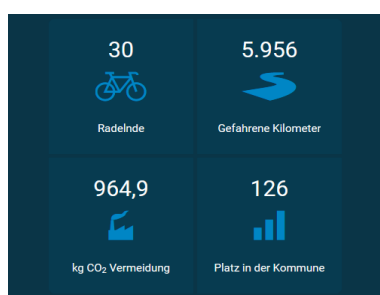 30
5.956
Radelnde
Gefahrene Kilometer
964,9
126
kg CO₂ Vermeidung
Platz in der Kommune